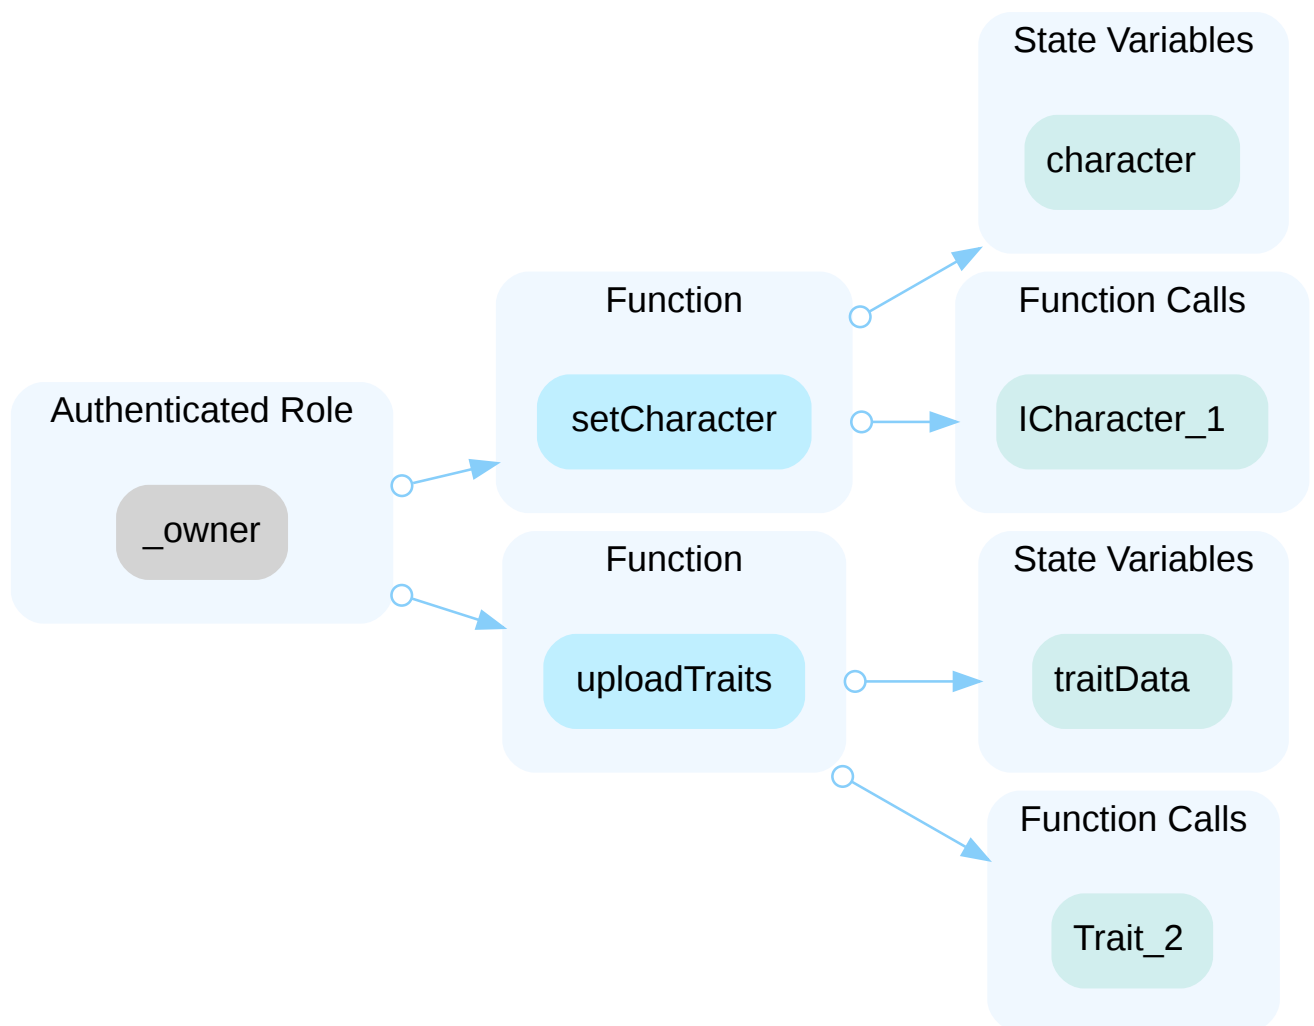 State Variables
character
Function
setCharacter
Function Calls
ICharacter_1
Authenticated Role
_owner
Function
uploadTraits
State Variables
traitData
Function Calls
Trait_2